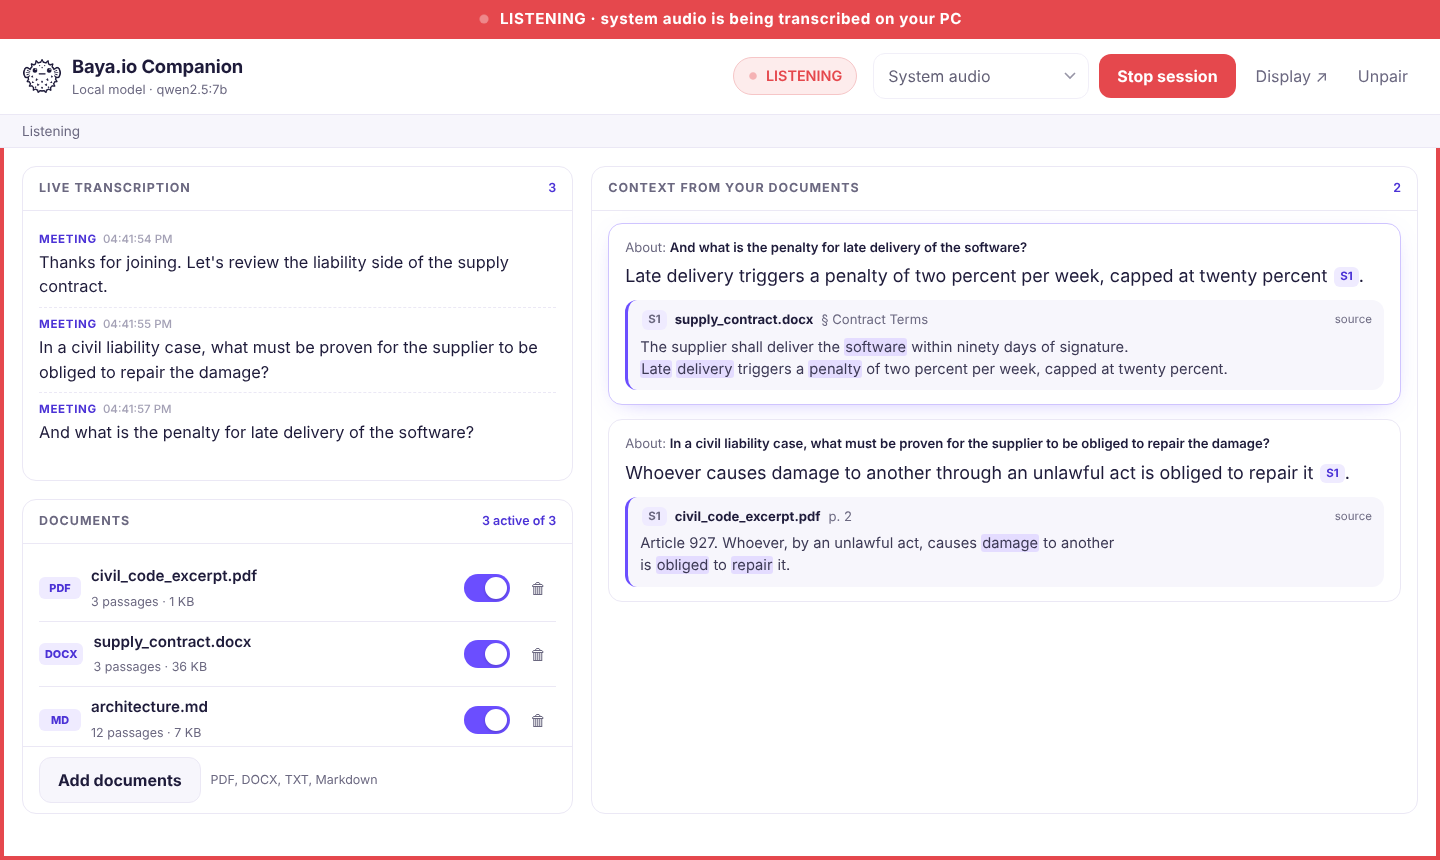 LISTENING · system audio is being transcribed on your PC
Baya.io Companion
Local model · qwen2.5:7b
LISTENING
System audio
Stop session
Display ↗
Unpair
Listening
LIVE TRANSCRIPTION 3
MEETING 04:41:54 PM
Thanks for joining. Let's review the liability side of the supply
contract.
MEETING 04:41:55 PM
In a civil liability case, what must be proven for the supplier to be
obliged to repair the damage?
MEETING 04:41:57 PM
And what is the penalty for late delivery of the software?
DOCUMENTS 3 active of 3
PDF civil_code_excerpt.pdf
3 passages · 1 KB
DOCX supply_contract.docx
3 passages · 36 KB
MD architecture.md
12 passages · 7 KB
Add documents PDF, DOCX, TXT, Markdown
CONTEXT FROM YOUR DOCUMENTS 2
About: And what is the penalty for late delivery of the software?
Late delivery triggers a penalty of two percent per week, capped at twenty percent S1.
S1 supply_contract.docx § Contract Terms source
The supplier shall deliver the software within ninety days of signature.
Late delivery triggers a penalty of two percent per week, capped at twenty percent.
About: In a civil liability case, what must be proven for the supplier to be obliged to repair the damage?
Whoever causes damage to another through an unlawful act is obliged to repair it S1.
S1 civil_code_excerpt.pdf p. 2 source
Article 927. Whoever, by an unlawful act, causes damage to another
is obliged to repair it.